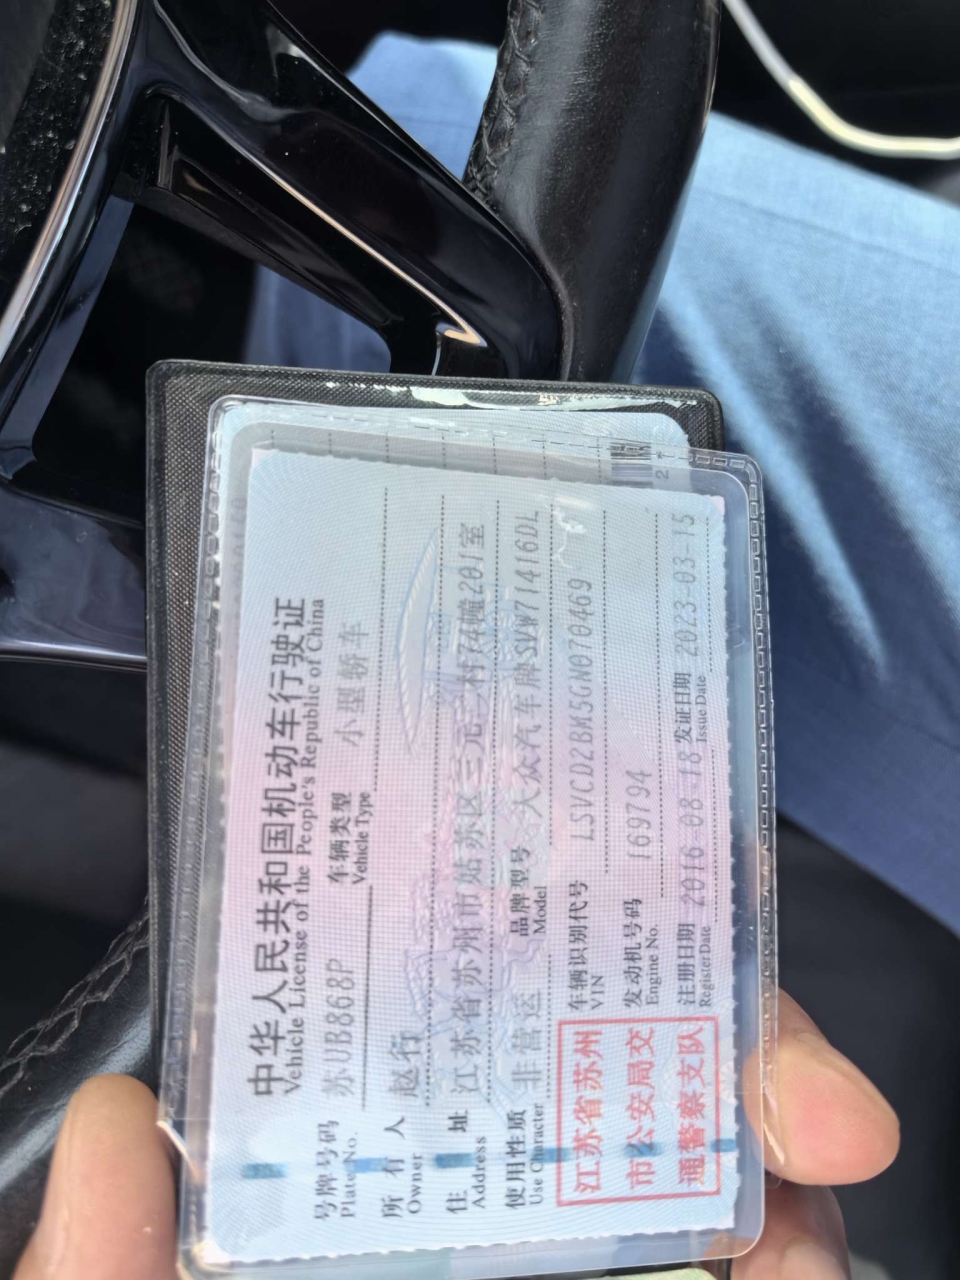 中华人民共和国机动车行驶证
Vehicle License of the People's Republic of China
号牌号码 苏UB868P 车辆类型 小型轿车
Plate No. Vehicle Type
所有人 赵行
Owner
住址 江苏省苏州市姑苏区三元三村74幢201室
Address
使用性质 非营运 品牌型号 大众汽车牌SVW71416DL
Use Character Model
江苏省苏州
市公安局交
通警察支队
车辆识别代号 LSVCD2BM5GN070469
VIN
发动机号码 169794
Engine No.
注册日期 2016-08-18 发证日期 2023-03-15
Register Date Issue Date